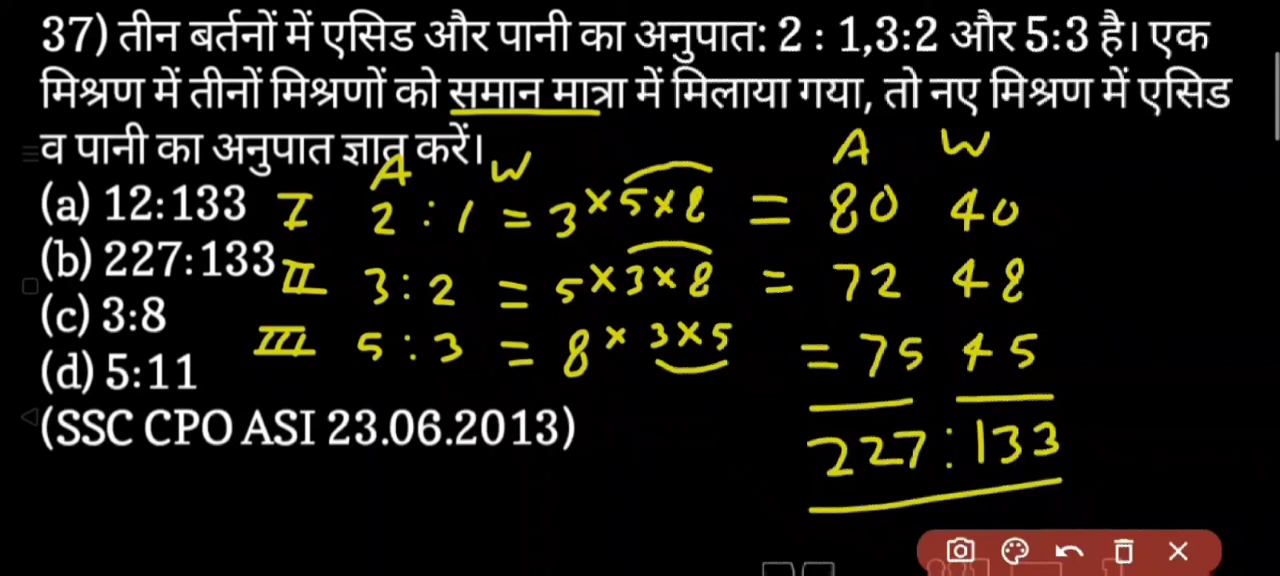 37) तीन बर्तनों में एसिड और पानी का अनुपात: 2 : 1,3:2 और 5:3 है। एक
मिश्रण में तीनों मिश्रणों को समान मात्रा में मिलाया गया, तो नए मिश्रण में एसिड
व पानी का अनुपात ज्ञात करें।
A W A W
(a) 12:133 I 2 : 1 = 3 × 5 × 8 = 80 40
(b) 227:133 II 3 : 2 = 5 × 3 × 8 = 72 48
(c) 3:8 III 5 : 3 = 8 × 3 × 5 = 75 45
(d) 5:11
(SSC CPO ASI 23.06.2013) 227 : 133